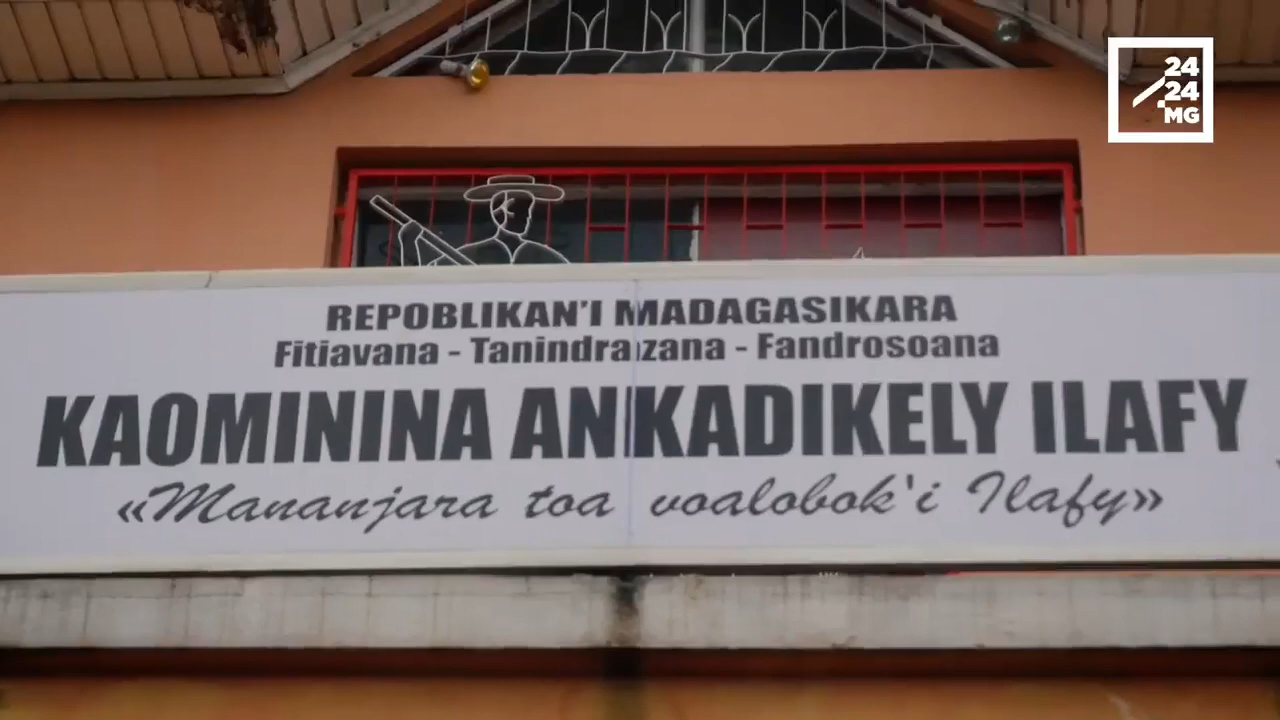 24
24
MG
REPOBLIKAN'I MADAGASIKARA
Fitiavana - Tanindrazana - Fandrosoana
KAOMININA ANKADIKELY ILAFY
«Mananjara toa voalobok'i Ilafy»